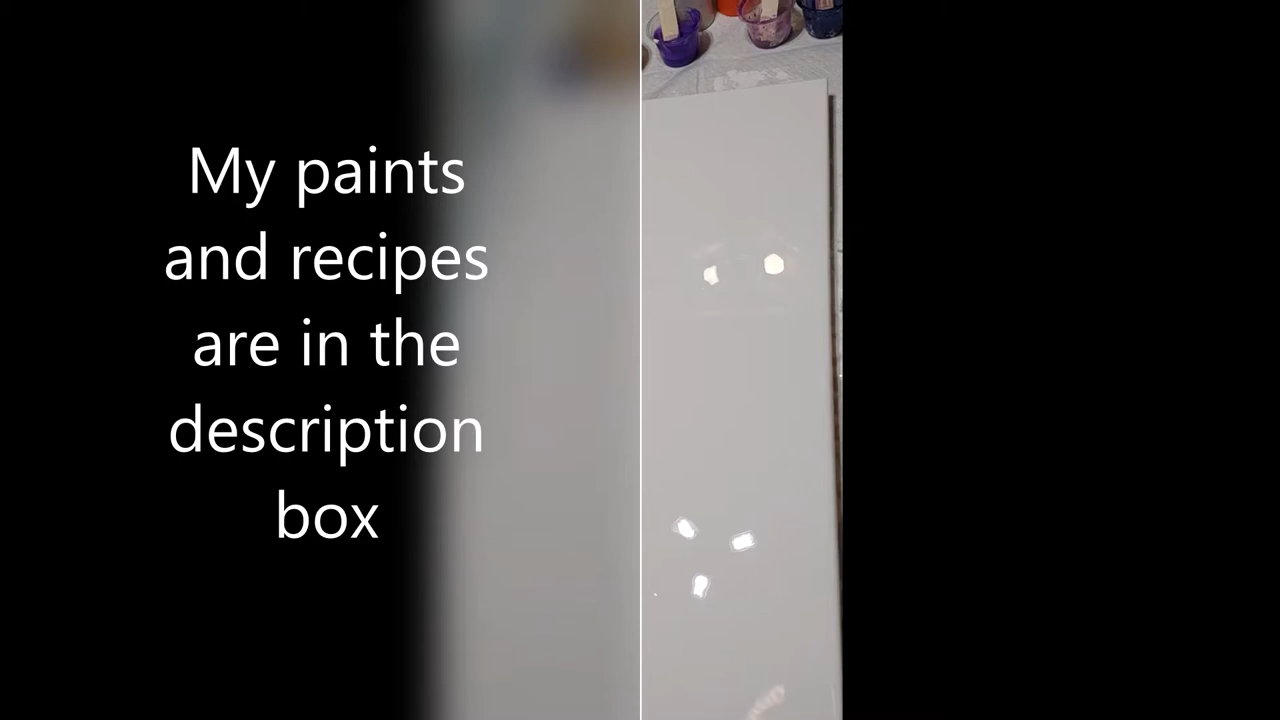 My paints
and recipes
are in the
description
box